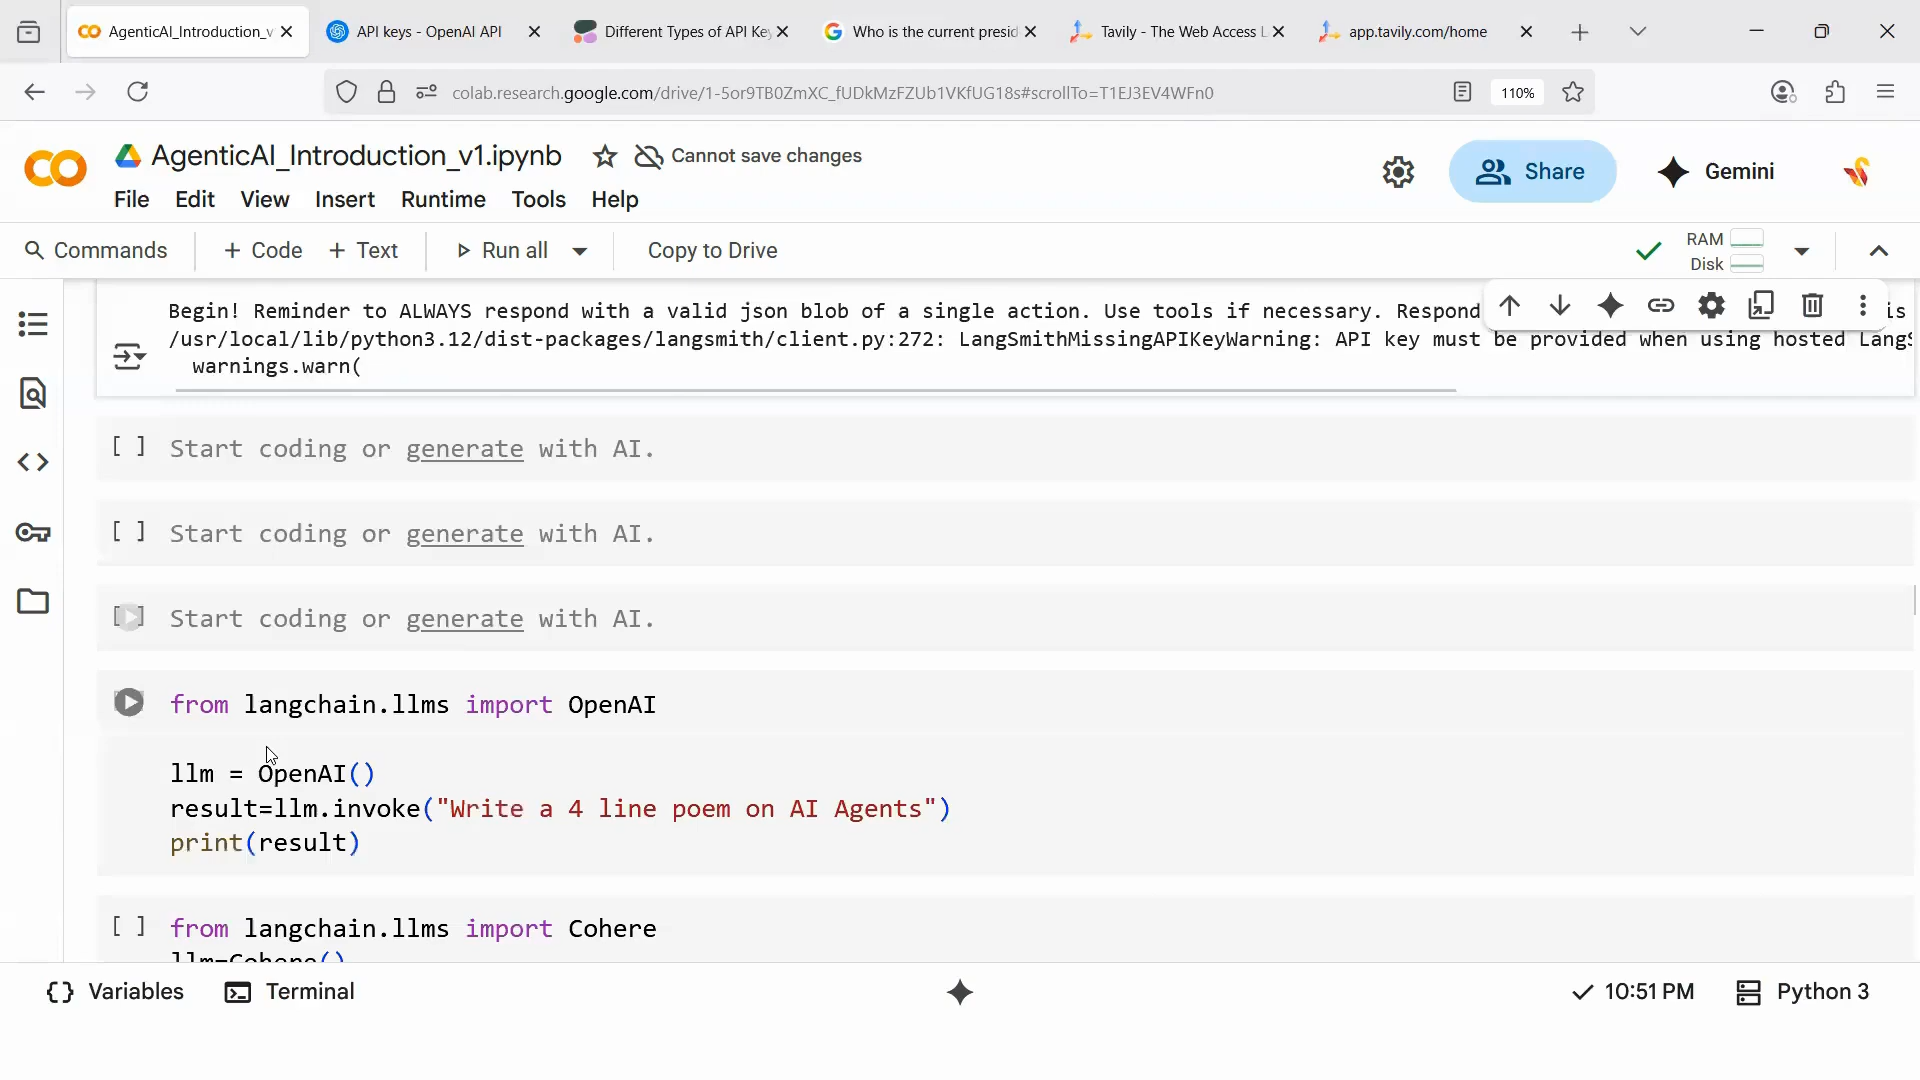 AgenticAI_Introduction_v
API keys - OpenAI API
Different Types of API Key
Who is the current presid
Tavily - The Web Access L
app.tavily.com/home
colab.research.google.com/drive/1-5or9TB0ZmXC_fUDkMzFZUb1VKfUG18s#scrollTo=T1EJ3EV4WFn0
110%
AgenticAI_Introduction_v1.ipynb
Cannot save changes
File Edit View Insert Runtime Tools Help
Share
Gemini
Commands
+ Code + Text
Run all
Copy to Drive
RAM
Disk
Begin! Reminder to ALWAYS respond with a valid json blob of a single action. Use tools if necessary. Respond is
/usr/local/lib/python3.12/dist-packages/langsmith/client.py:272: LangSmithMissingAPIKeyWarning: API key must be provided when using hosted LangS
warnings.warn(
[ ] Start coding or generate with AI.
[ ] Start coding or generate with AI.
[ ] Start coding or generate with AI.
from langchain.llms import OpenAI
llm = OpenAI()
result=llm.invoke("Write a 4 line poem on AI Agents")
print(result)
[ ] from langchain.llms import Cohere
llm=Cohere()
{} Variables
Terminal
10:51 PM
Python 3